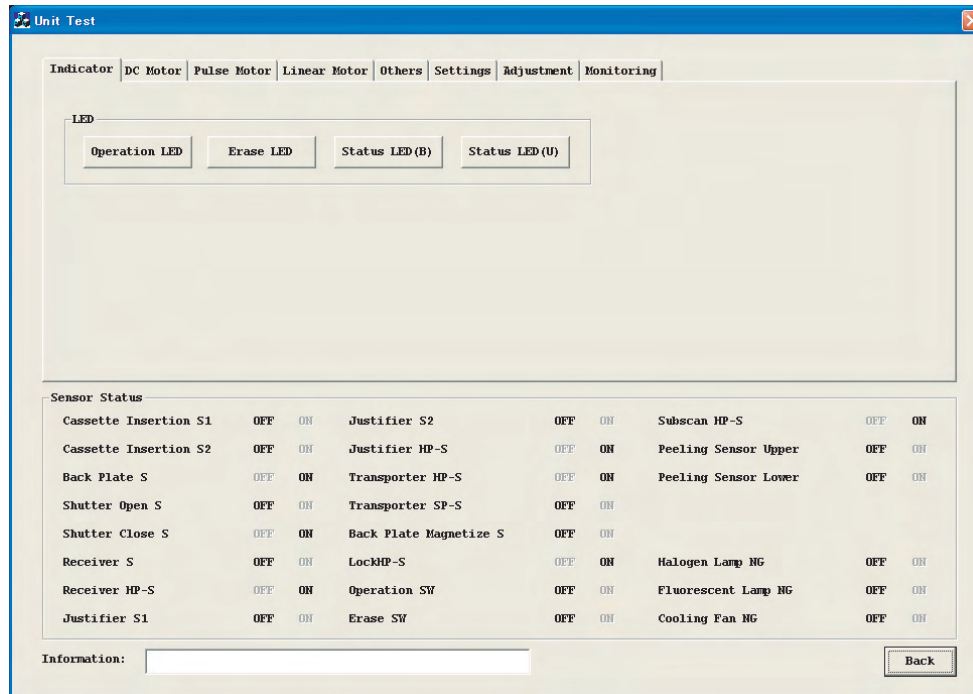 Unit Test
Indicator DC Motor Pulse Motor Linear Motor Others Settings Adjustment Monitoring
LED
Operation LED Erase LED Status LED(B) Status LED(U)
Sensor Status
Cassette Insertion S1 OFF ON Justifier S2 OFF ON Subscan HP-S OFF ON
Cassette Insertion S2 OFF ON Justifier HP-S OFF ON Peeling Sensor Upper OFF ON
Back Plate S OFF ON Transporter HP-S OFF ON Peeling Sensor Lower OFF ON
Shutter Open S OFF ON Transporter SP-S OFF ON
Shutter Close S OFF ON Back Plate Magnetize S OFF ON
Receiver S OFF ON LockHP-S OFF ON Halogen Lamp NG OFF ON
Receiver HP-S OFF ON Operation SW OFF ON Fluorescent Lamp NG OFF ON
Justifier S1 OFF ON Erase SW OFF ON Cooling Fan NG OFF ON
Information: Back